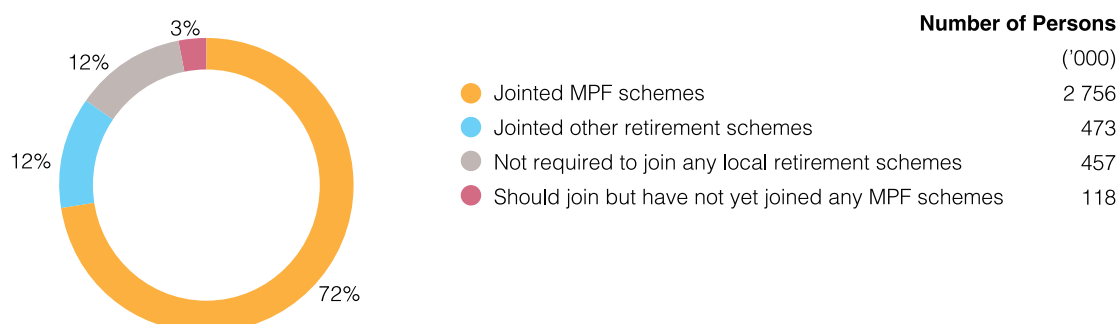 3%
12%
12%
72%
Number of Persons
('000)
Jointed MPF schemes 2 756
Jointed other retirement schemes 473
Not required to join any local retirement schemes 457
Should join but have not yet joined any MPF schemes 118